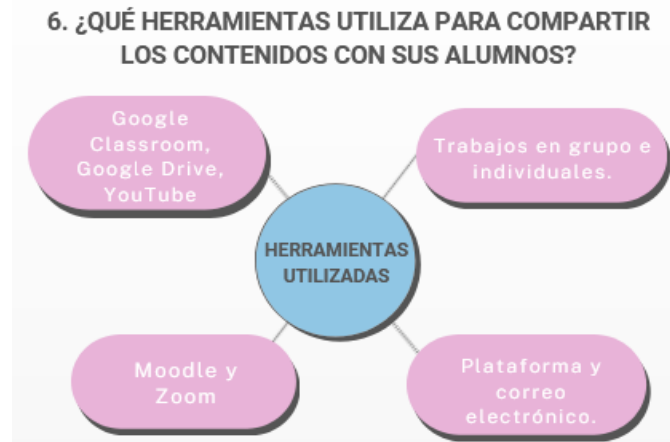 6. ¿QUÉ HERRAMIENTAS UTILIZA PARA COMPARTIR
LOS CONTENIDOS CON SUS ALUMNOS?
Google
Classroom,
Google Drive,
YouTube
Trabajos en grupo e
individuales.
HERRAMIENTAS
UTILIZADAS
Moodle y
Zoom
Plataforma y
correo
electrónico.